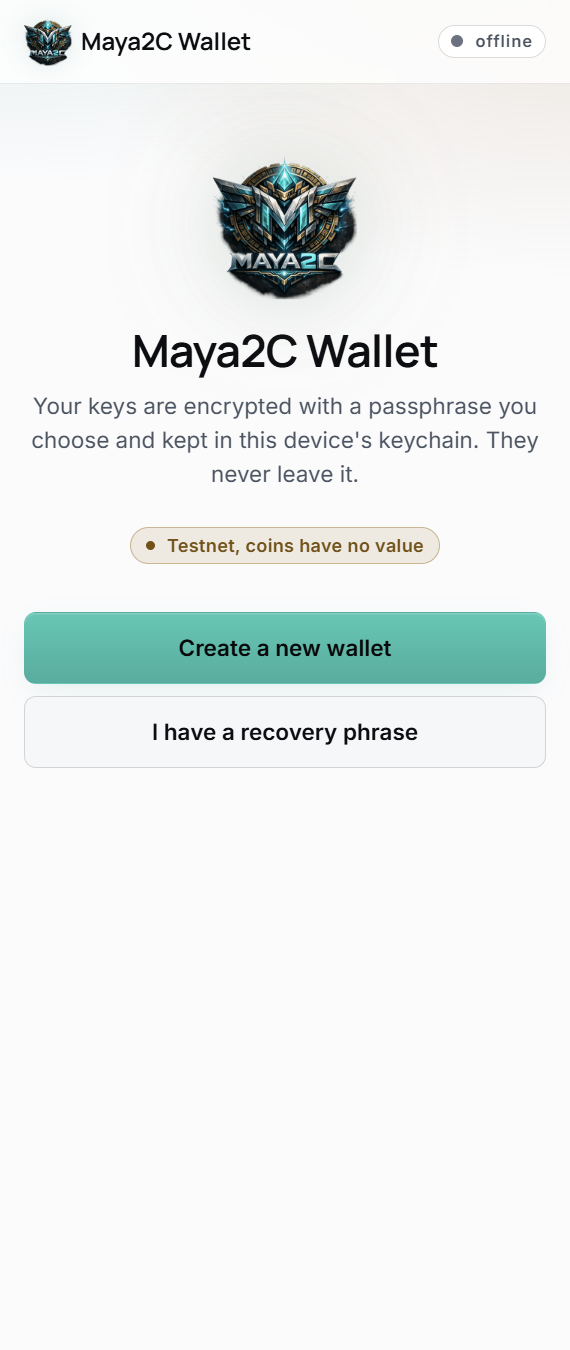 MAYA2C
Maya2C Wallet
offline
MAYA2C
Maya2C Wallet
Your keys are encrypted with a passphrase you
choose and kept in this device's keychain. They
never leave it.
Testnet, coins have no value
Create a new wallet
I have a recovery phrase